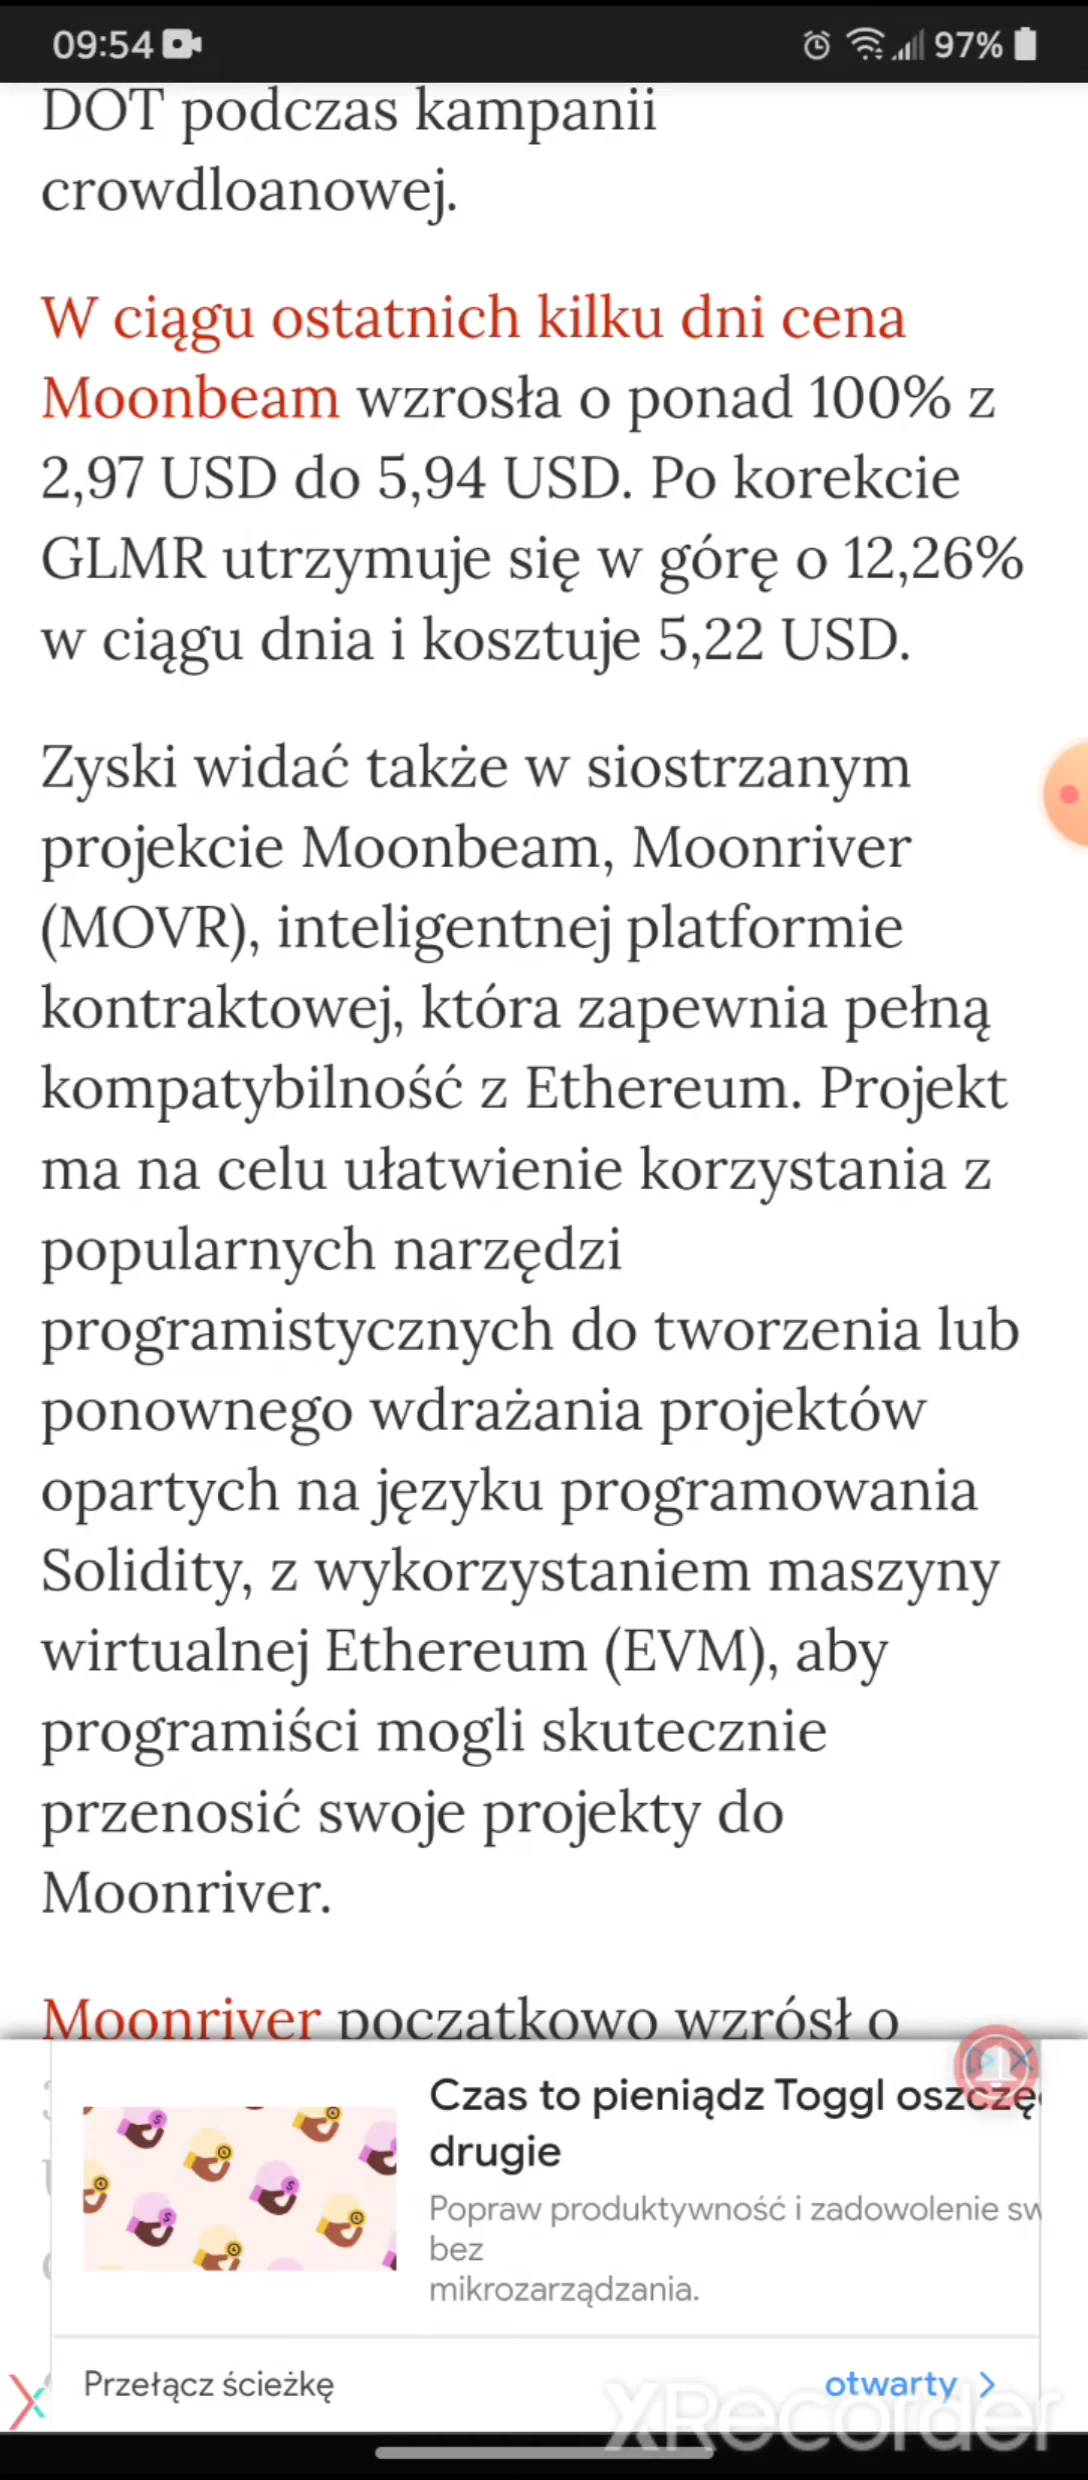 09:54
97%
DOT podczas kampanii
crowdloanowej.
W ciągu ostatnich kilku dni cena
Moonbeam wzrosła o ponad 100% z
2,97 USD do 5,94 USD. Po korekcie
GLMR utrzymuje się w górę o 12,26%
w ciągu dnia i kosztuje 5,22 USD.
Zyski widać także w siostrzanym
projekcie Moonbeam, Moonriver
(MOVR), inteligentnej platformie
kontraktowej, która zapewnia pełną
kompatybilność z Ethereum. Projekt
ma na celu ułatwienie korzystania z
popularnych narzędzi
programistycznych do tworzenia lub
ponownego wdrażania projektów
opartych na języku programowania
Solidity, z wykorzystaniem maszyny
wirtualnej Ethereum (EVM), aby
programiści mogli skutecznie
przenosić swoje projekty do
Moonriver.
Moonriver początkowo wzrósł o
Czas to pieniądz Toggl
drugie
Popraw produktywność i zadowolenie sw
bez
mikrozarządzania.
Przełącz ścieżkę
otwarty
XRecorder